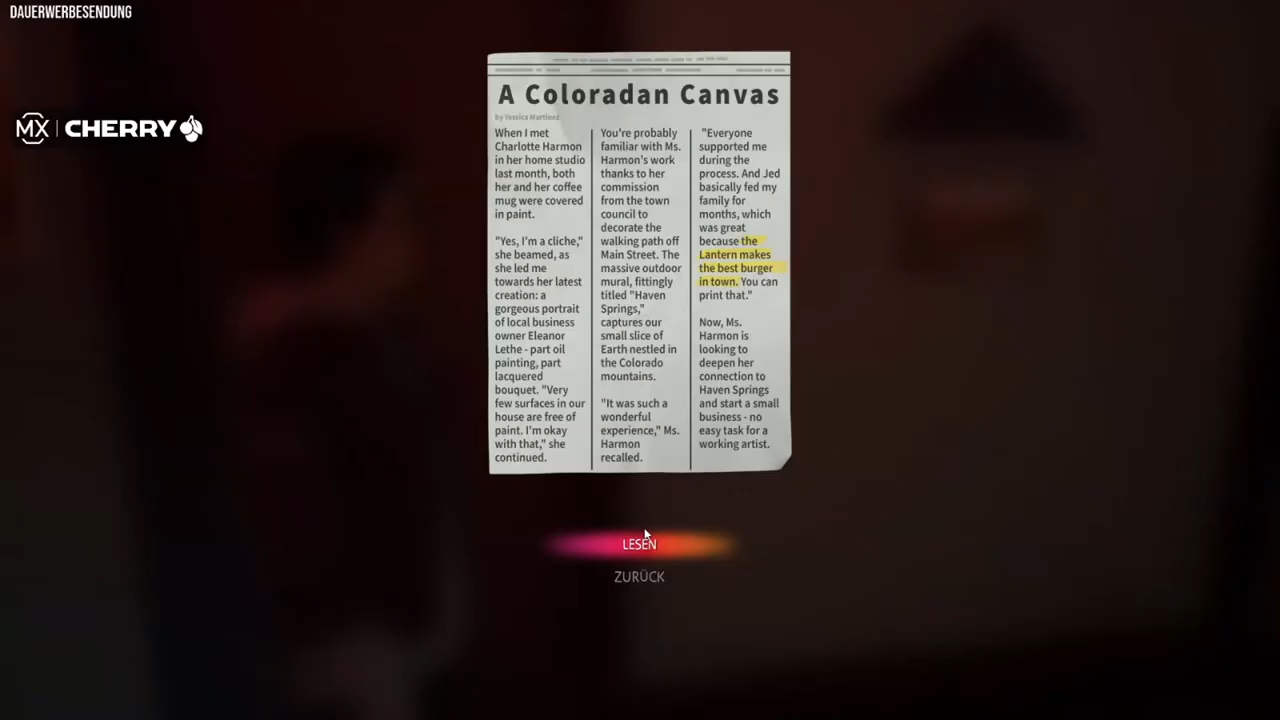 DAUERWERBESENDUNG
MX | CHERRY
A Coloradan Canvas
by Yessica Martinez
When I met
Charlotte Harmon
in her home studio
last month, both
her and her coffee
mug were covered
in paint.
"Yes, I'm a cliche,"
she beamed, as
she led me
towards her latest
creation: a
gorgeous portrait
of local business
owner Eleanor
Lethe - part oil
painting, part
lacquered
bouquet. "Very
few surfaces in our
house are free of
paint. I'm okay
with that," she
continued.
You're probably
familiar with Ms.
Harmon's work
thanks to her
commission
from the town
council to
decorate the
walking path off
Main Street. The
massive outdoor
mural, fittingly
titled "Haven
Springs,"
captures our
small slice of
Earth nestled in
the Colorado
mountains.
"It was such a
wonderful
experience," Ms.
Harmon
recalled.
"Everyone
supported me
during the
process. And Jed
basically fed my
family for
months, which
was great
because the
Lantern makes
the best burger
in town. You can
print that."
Now, Ms.
Harmon is
looking to
deepen her
connection to
Haven Springs
and start a small
business - no
easy task for a
working artist.
LESEN
ZURÜCK